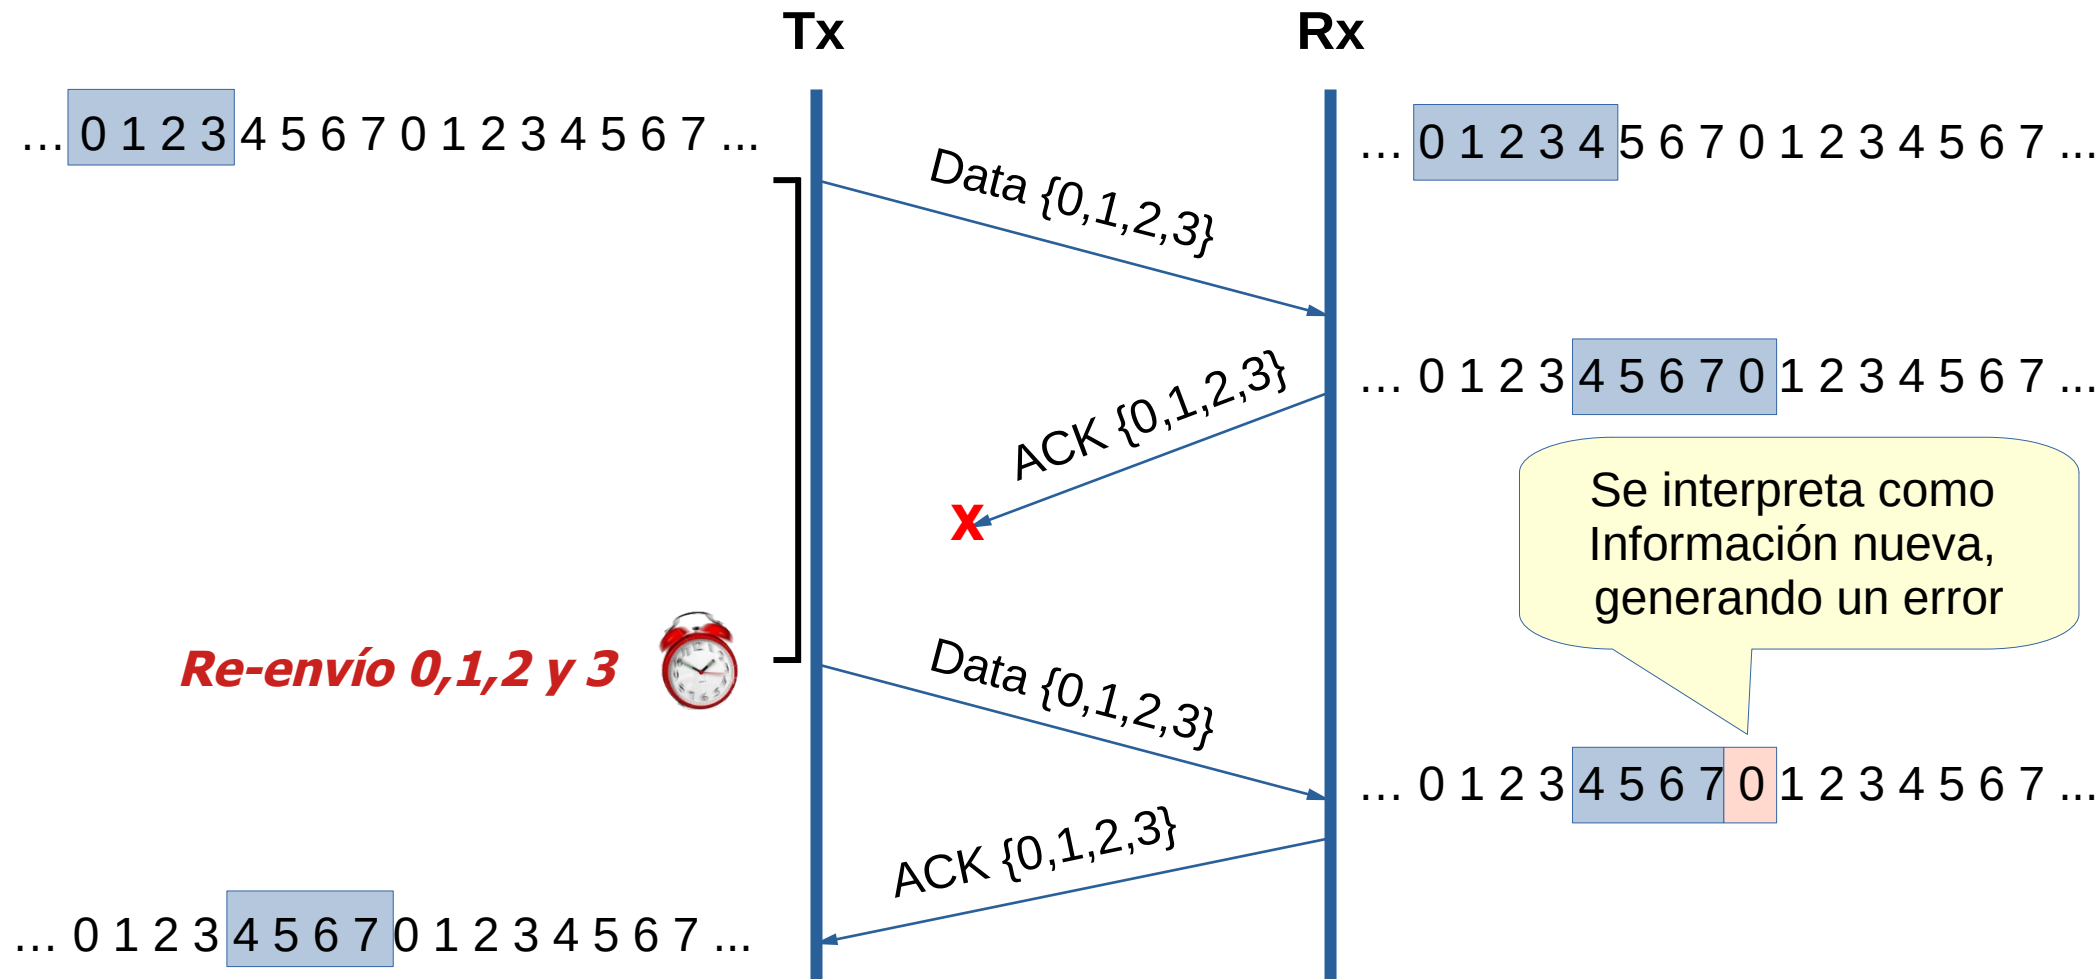 Tx
Rx
... 0 1 2 3 4 5 6 7 0 1 2 3 4 5 6 7 ...
... 0 1 2 3 4 5 6 7 0 1 2 3 4 5 6 7 ...
Data {0,1,2,3}
ACK {0,1,2,3}
... 0 1 2 3 4 5 6 7 0 1 2 3 4 5 6 7 ...
x
Se interpreta como
Información nueva,
generando un error
Re-envío 0,1,2 y 3
Data {0,1,2,3}
... 0 1 2 3 4 5 6 7 0 1 2 3 4 5 6 7 ...
ACK {0,1,2,3}
... 0 1 2 3 4 5 6 7 0 1 2 3 4 5 6 7 ...